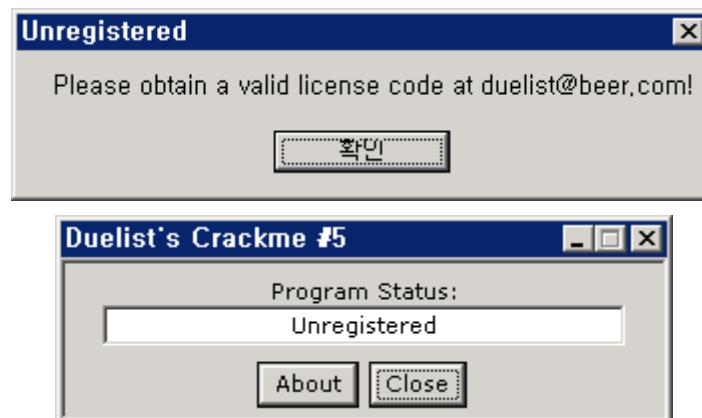 Unregistered
Please obtain a valid license code at duelist@beer.com!
확인
Duelist's Crackme #5
Program Status:
Unregistered
About Close